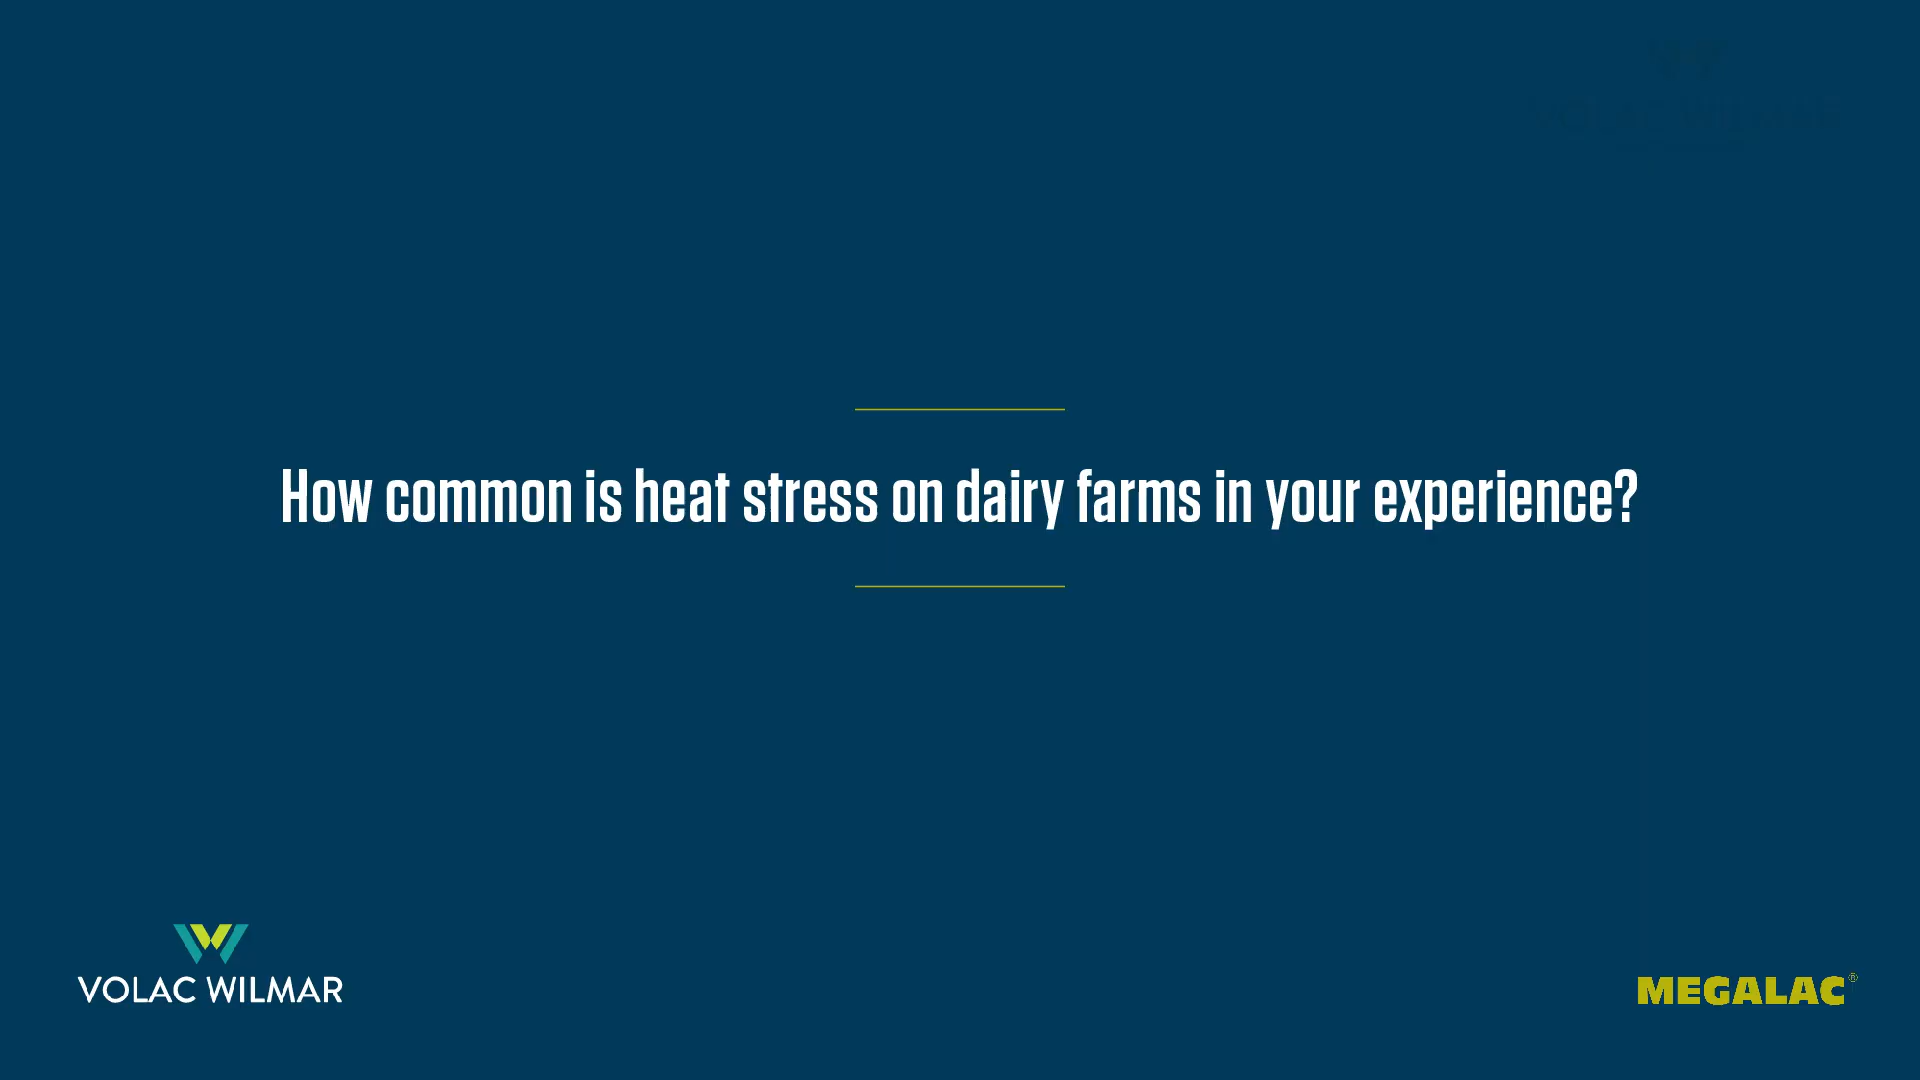 How common is heat stress on dairy farms in your experience?
VOLAC WILMAR
MEGALAC®